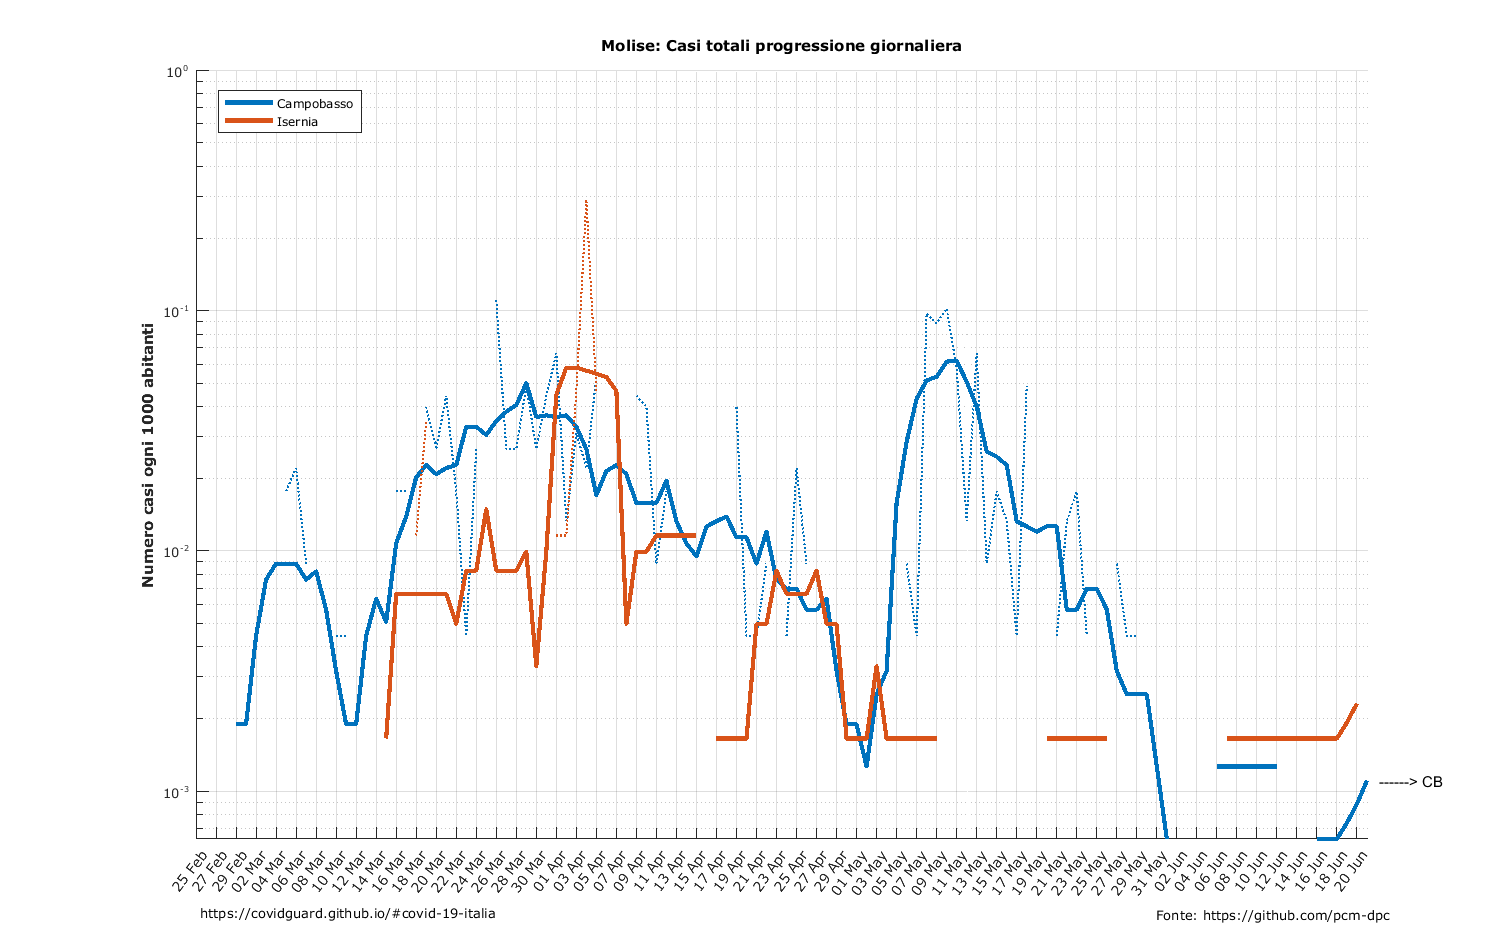 Molise: Casi totali progressione giornaliera
10⁰
Campobasso
Isernia
10⁻¹
10⁻²
10⁻³
Numero casi ogni 1000 abitanti
------> CB
25 Feb
27 Feb
29 Feb
02 Mar
04 Mar
06 Mar
08 Mar
10 Mar
12 Mar
14 Mar
16 Mar
18 Mar
20 Mar
22 Mar
24 Mar
26 Mar
28 Mar
30 Mar
01 Apr
03 Apr
05 Apr
07 Apr
09 Apr
11 Apr
13 Apr
15 Apr
17 Apr
19 Apr
21 Apr
23 Apr
25 Apr
27 Apr
29 Apr
01 May
03 May
05 May
07 May
09 May
11 May
13 May
15 May
17 May
19 May
21 May
23 May
25 May
27 May
29 May
31 May
02 Jun
04 Jun
06 Jun
08 Jun
10 Jun
12 Jun
14 Jun
16 Jun
18 Jun
20 Jun
https://covidguard.github.io/#covid-19-italia
Fonte: https://github.com/pcm-dpc